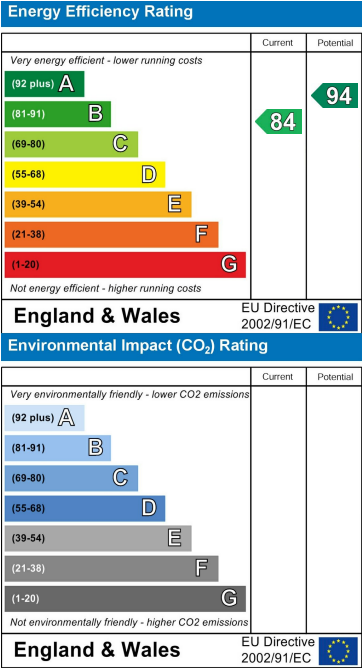 Energy Efficiency Rating
Current Potential
Very energy efficient - lower running costs
(92 plus) A
94
(81-91) B
84
(69-80) C
(55-68) D
(39-54) E
(21-38) F
(1-20) G
Not energy efficient - higher running costs
England & Wales
EU Directive
2002/91/EC
Environmental Impact (CO₂) Rating
Current Potential
Very environmentally friendly - lower CO2 emissions
(92 plus) A
(81-91) B
(69-80) C
(55-68) D
(39-54) E
(21-38) F
(1-20) G
Not environmentally friendly - higher CO2 emissions
England & Wales
EU Directive
2002/91/EC